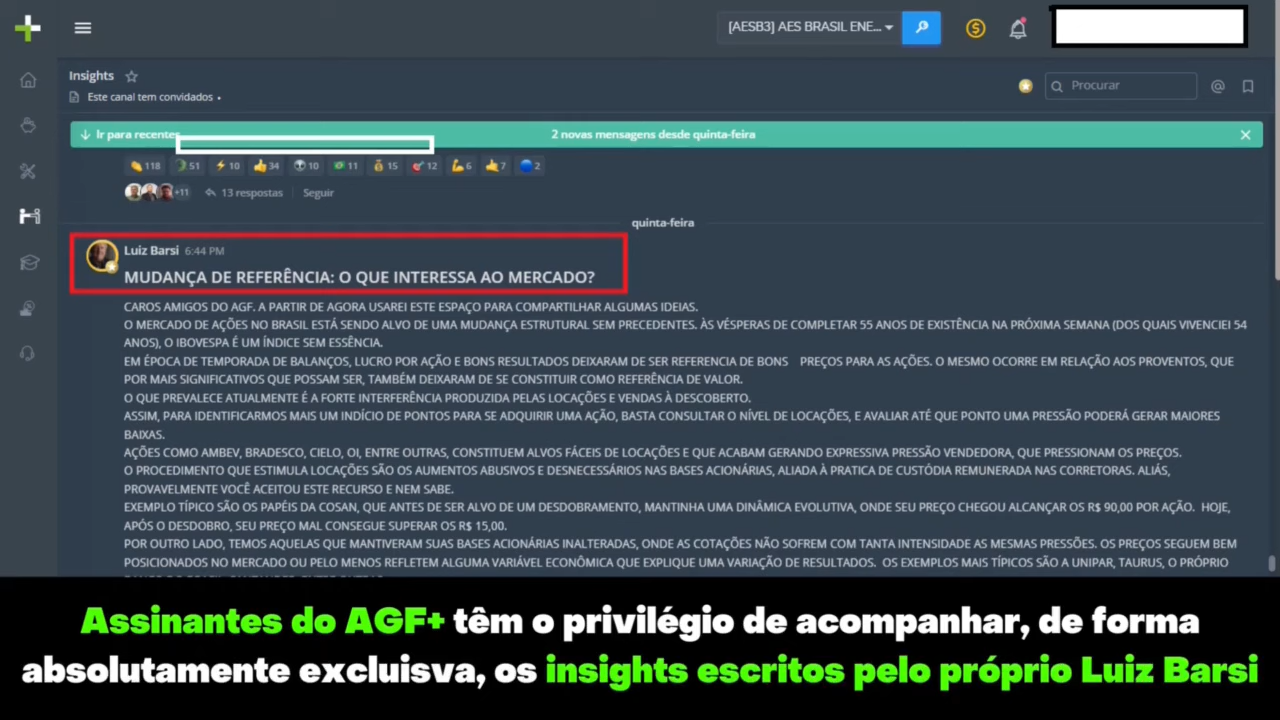 [AESB3] AES BRASIL ENE...
Insights
Este canal tem convidados
Procurar
Ir para recentes
2 novas mensagens desde quinta-feira
118 51 10 34 10 11 15 12 6 7 2
+11 13 respostas Seguir
quinta-feira
Luiz Barsi 6:44 PM
MUDANÇA DE REFERÊNCIA: O QUE INTERESSA AO MERCADO?
CAROS AMIGOS DO AGF. A PARTIR DE AGORA USAREI ESTE ESPAÇO PARA COMPARTILHAR ALGUMAS IDEIAS.
O MERCADO DE AÇÕES NO BRASIL ESTÁ SENDO ALVO DE UMA MUDANÇA ESTRUTURAL SEM PRECEDENTES. ÀS VÉSPERAS DE COMPLETAR 55 ANOS DE EXISTÊNCIA NA PRÓXIMA SEMANA (DOS QUAIS VIVENCIEI 54
ANOS), O IBOVESPA É UM ÍNDICE SEM ESSÊNCIA.
EM ÉPOCA DE TEMPORADA DE BALANÇOS, LUCRO POR AÇÃO E BONS RESULTADOS DEIXARAM DE SER REFERENCIA DE BONS PREÇOS PARA AS AÇÕES. O MESMO OCORRE EM RELAÇÃO AOS PROVENTOS, QUE
POR MAIS SIGNIFICATIVOS QUE POSSAM SER, TAMBÉM DEIXARAM DE SE CONSTITUIR COMO REFERÊNCIA DE VALOR.
O QUE PREVALECE ATUALMENTE É A FORTE INTERFERÊNCIA PRODUZIDA PELAS LOCAÇÕES E VENDAS À DESCOBERTO.
ASSIM, PARA IDENTIFICARMOS MAIS UM INDÍCIO DE PONTOS PARA SE ADQUIRIR UMA AÇÃO, BASTA CONSULTAR O NÍVEL DE LOCAÇÕES, E AVALIAR ATÉ QUE PONTO UMA PRESSÃO PODERÁ GERAR MAIORES
BAIXAS.
AÇÕES COMO AMBEV, BRADESCO, CIELO, OI, ENTRE OUTRAS, CONSTITUEM ALVOS FÁCEIS DE LOCAÇÕES E QUE ACABAM GERANDO EXPRESSIVA PRESSÃO VENDEDORA, QUE PRESSIONAM OS PREÇOS.
O PROCEDIMENTO QUE ESTIMULA LOCAÇÕES SÃO OS AUMENTOS ABUSIVOS E DESNECESSÁRIOS NAS BASES ACIONÁRIAS, ALIADA À PRATICA DE CUSTÓDIA REMUNERADA NAS CORRETORAS. ALIÁS,
PROVAVELMENTE VOCÊ ACEITOU ESTE RECURSO E NEM SABE.
EXEMPLO TÍPICO SÃO OS PAPÉIS DA COSAN, QUE ANTES DE SER ALVO DE UM DESDOBRAMENTO, MANTINHA UMA DINÂMICA EVOLUTIVA, ONDE SEU PREÇO CHEGOU ALCANÇAR OS R$ 90,00 POR AÇÃO. HOJE,
APÓS O DESDOBRO, SEU PREÇO MAL CONSEGUE SUPERAR OS R$ 15,00.
POR OUTRO LADO, TEMOS AQUELAS QUE MANTIVERAM SUAS BASES ACIONÁRIAS INALTERADAS, ONDE AS COTAÇÕES NÃO SOFREM COM TANTA INTENSIDADE AS MESMAS PRESSÕES. OS PREÇOS SEGUEM BEM
POSICIONADOS NO MERCADO OU PELO MENOS REFLETEM ALGUMA VARIÁVEL ECONÔMICA QUE EXPLIQUE UMA VARIAÇÃO DE RESULTADOS. OS EXEMPLOS MAIS TÍPICOS SÃO A UNIPAR, TAURUS, O PRÓPRIO
Assinantes do AGF+ têm o privilégio de acompanhar, de forma
absolutamente excluisva, os insights escritos pelo próprio Luiz Barsi